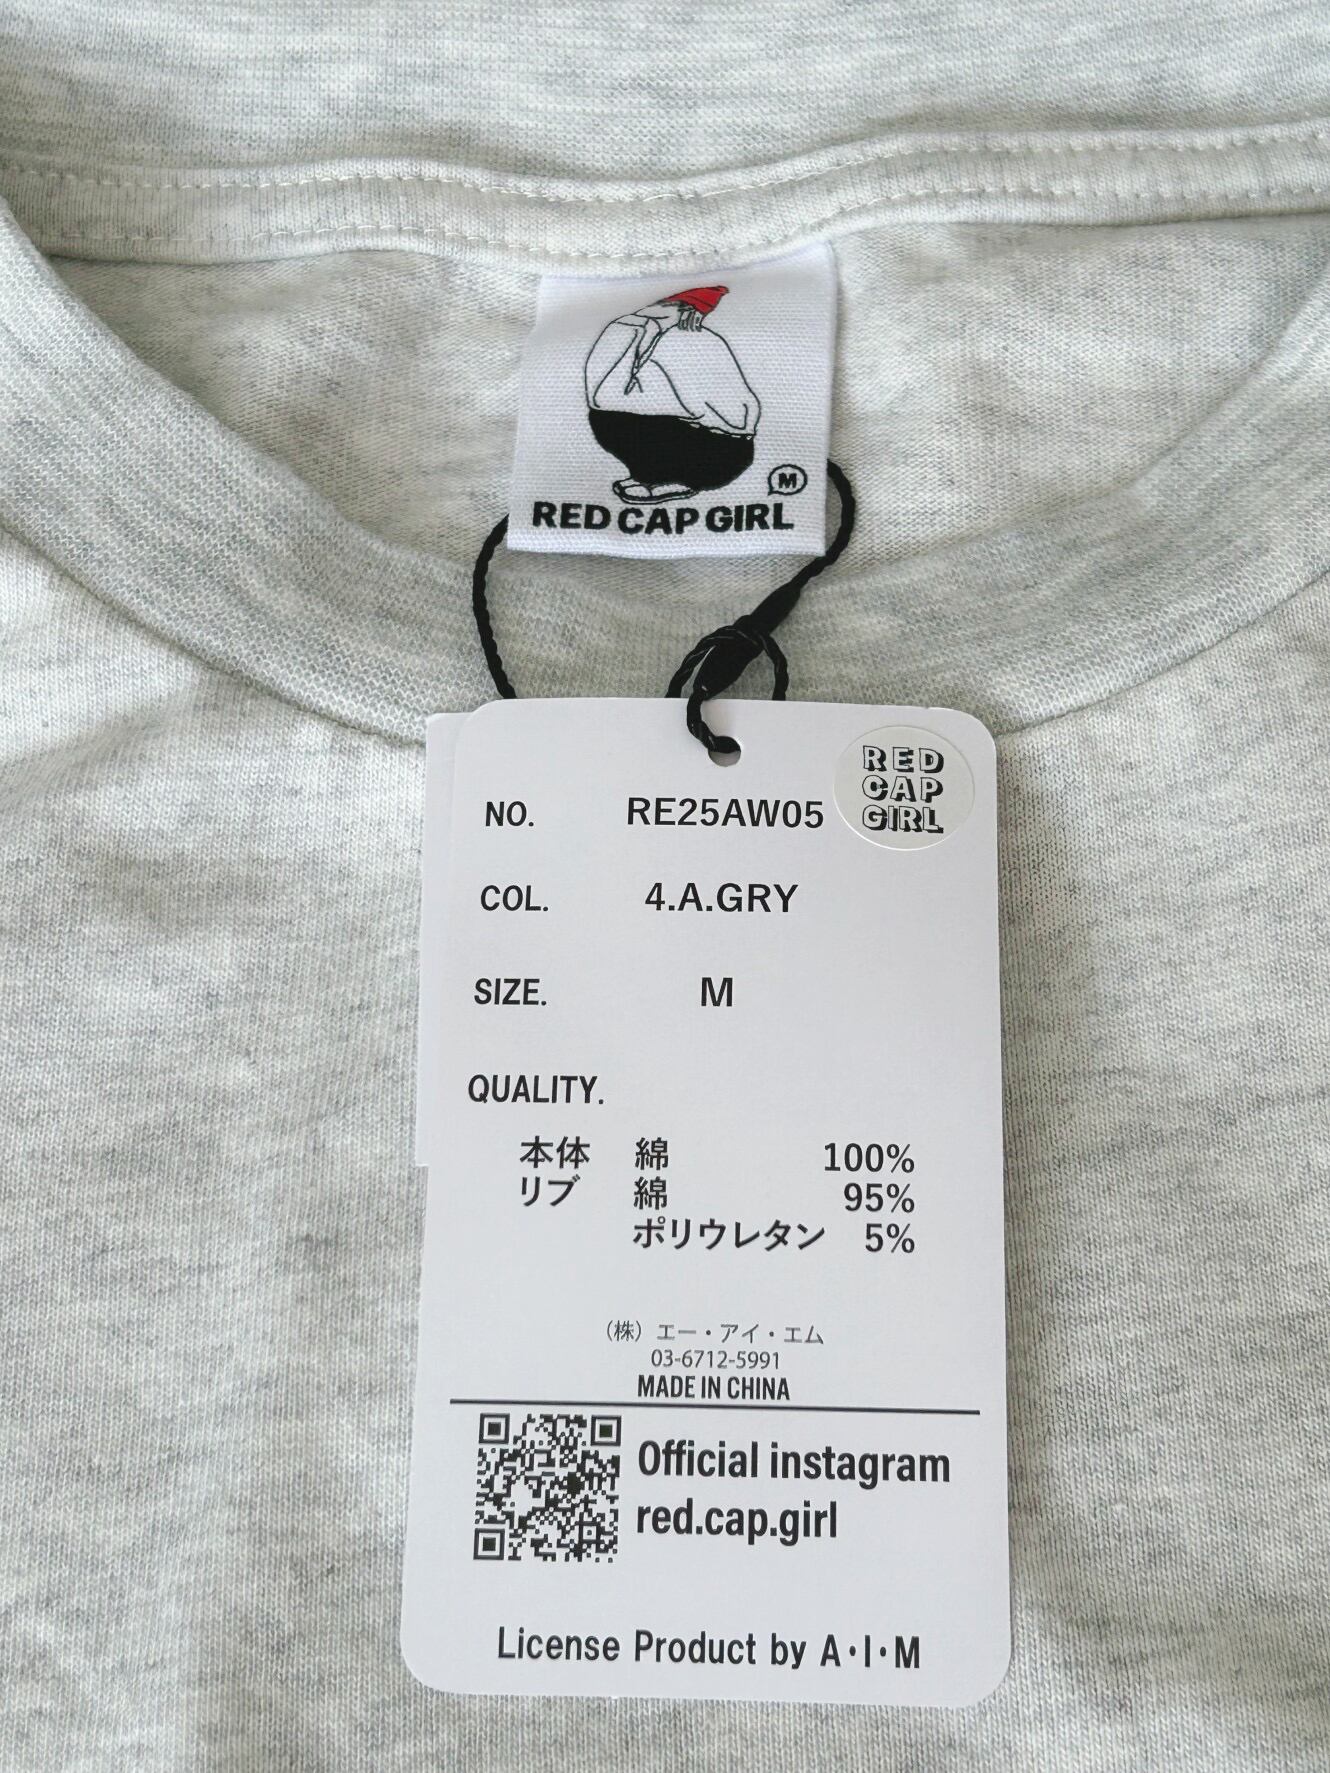 M
RED CAP GIRL
RED
CAP
GIRL
NO. RE25AW05
COL. 4.A.GRY
SIZE. M
QUALITY.
本体 綿 100%
リブ 綿 95%
ポリウレタン 5%
（株）エー・アイ・エム
03-6712-5991
MADE IN CHINA
Official instagram
red.cap.girl
License Product by A・I・M